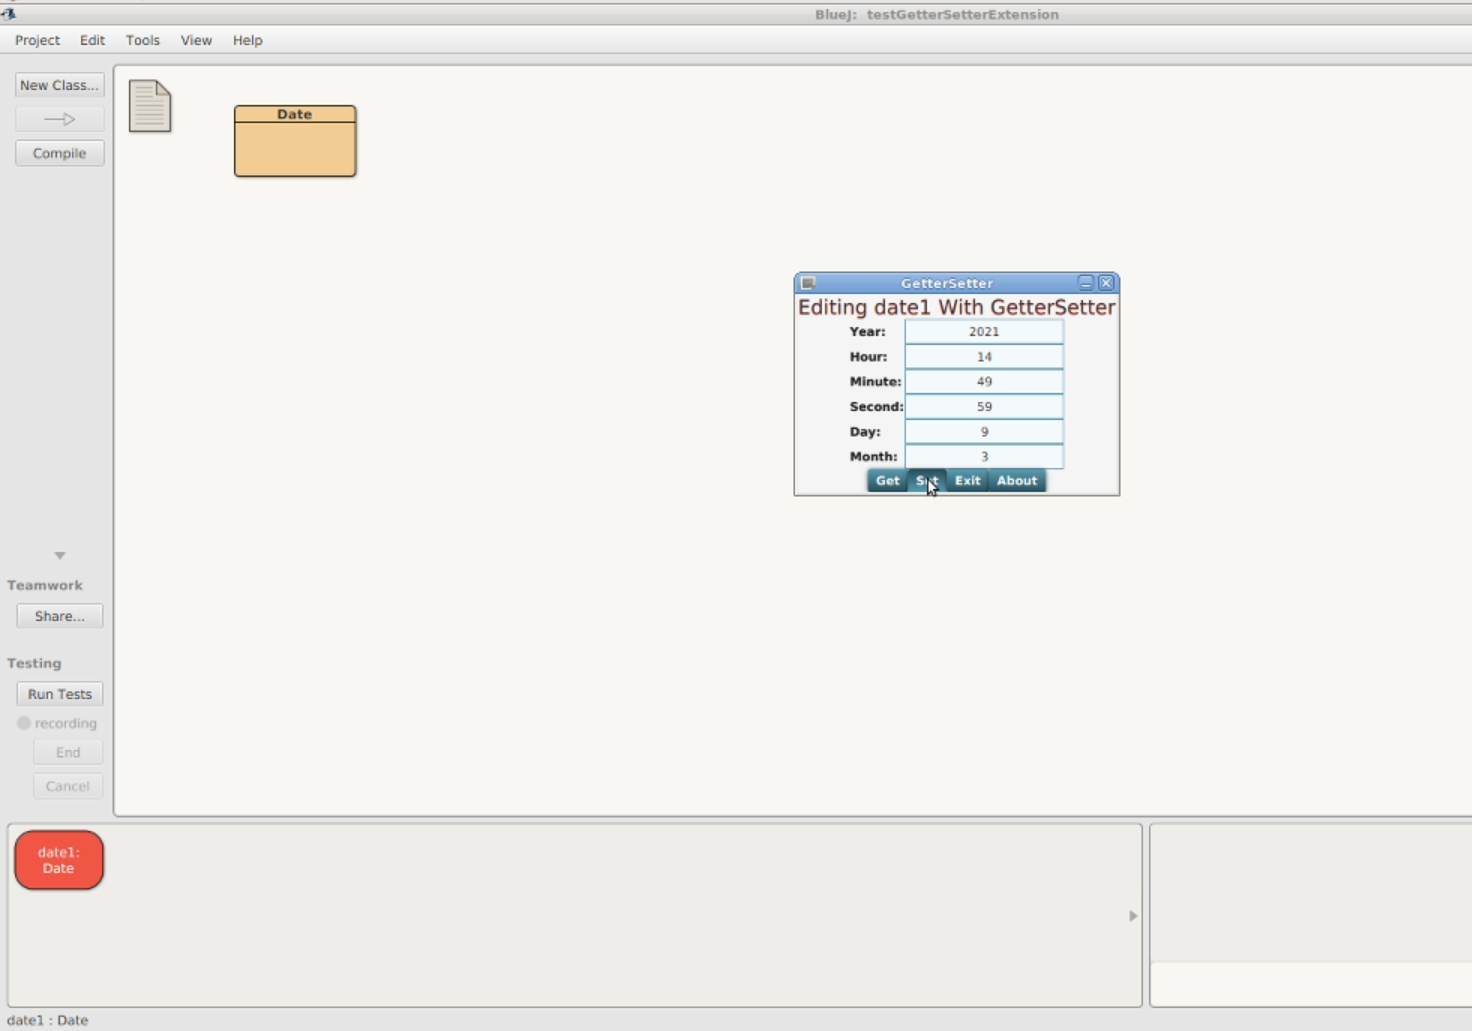 BlueJ: testGetterSetterExtension
Project Edit Tools View Help
New Class...
Compile
Date
GetterSetter
Editing date1 With GetterSetter
Year: 2021
Hour: 14
Minute: 49
Second: 59
Day: 9
Month: 3
Get Set Exit About
Teamwork
Share...
Testing
Run Tests
recording
End
Cancel
date1:
Date
date1 : Date